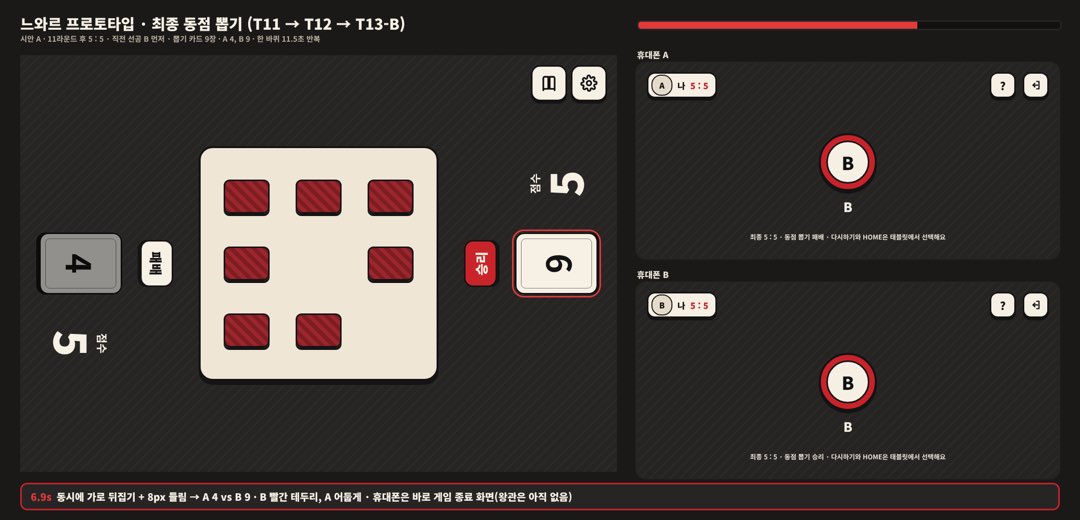 느와르 프로토타입 · 최종 동점 뽑기 (T11 → T12 → T13-B)
시안 A · 11라운드 후 5 : 5 · 직전 선공 B 먼저 · 뽑기 카드 9장 · A 4, B 9 · 한 바퀴 11.5초 반복
점수
5
4
패배
승리
9
점수
5
휴대폰 A
A 나 5 : 5
?
B
B
최종 5 : 5 · 동점 뽑기 패배 · 다시하기와 HOME은 태블릿에서 선택해요
휴대폰 B
B 나 5 : 5
?
B
B
최종 5 : 5 · 동점 뽑기 승리 · 다시하기와 HOME은 태블릿에서 선택해요
6.9s 동시에 가로 뒤집기 + 8px 들림 → A 4 vs B 9 · B 빨간 테두리, A 어둡게 · 휴대폰은 바로 게임 종료 화면(왕관은 아직 없음)